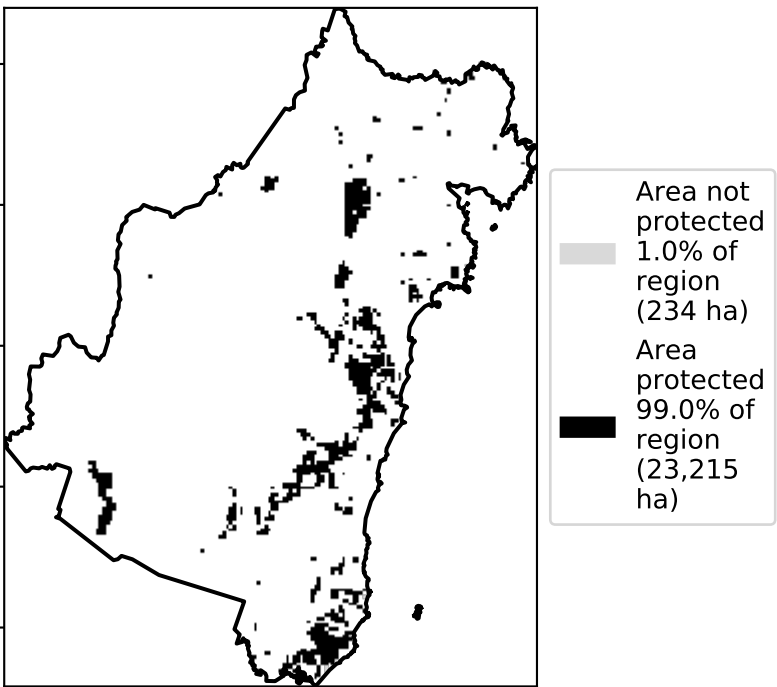 Area not
protected
1.0% of
region
(234 ha)
Area
protected
99.0% of
region
(23,215
ha)